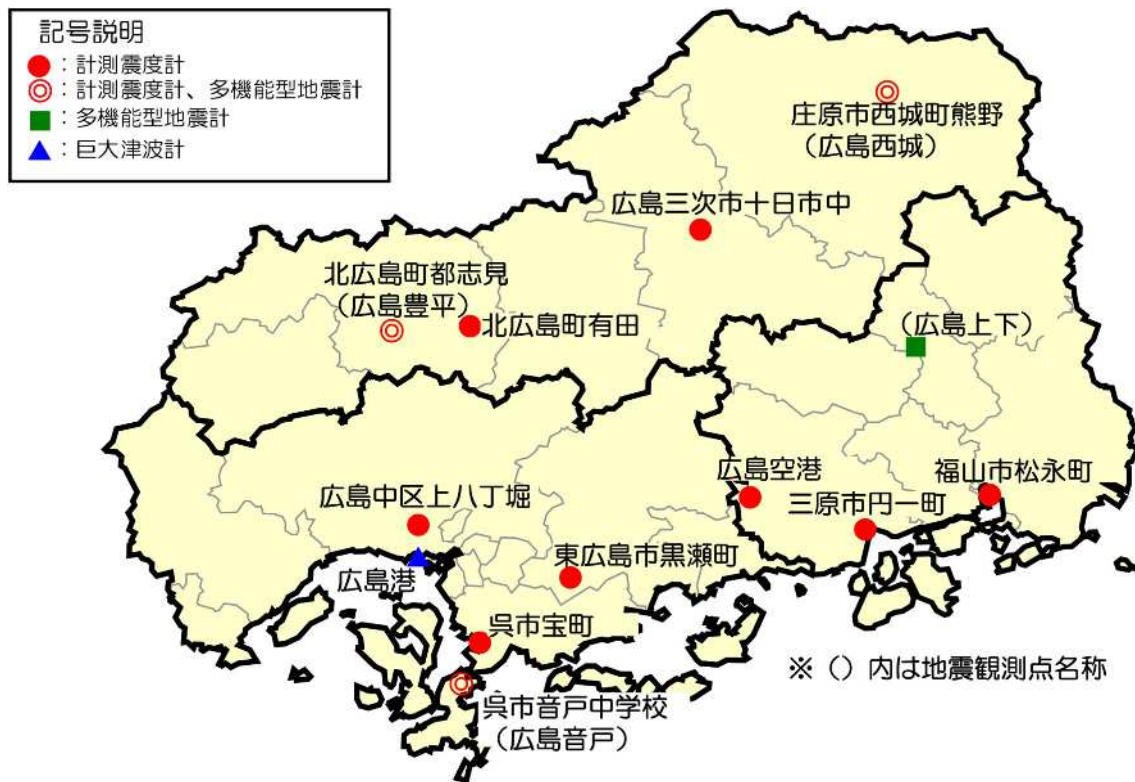 記号説明
：計測震度計
：計測震度計、多機能型地震計
：多機能型地震計
：巨大津波計
庄原市西城町熊野
（広島西城）
広島三次市十日市中
北広島町都志見
（広島豊平）
北広島町有田
（広島上下）
広島空港
福山市松永町
三原市円一町
広島中区上八丁堀
東広島市黒瀬町
広島港
呉市宝町
※（）内は地震観測点名称
呉市音戸中学校
（広島音戸）